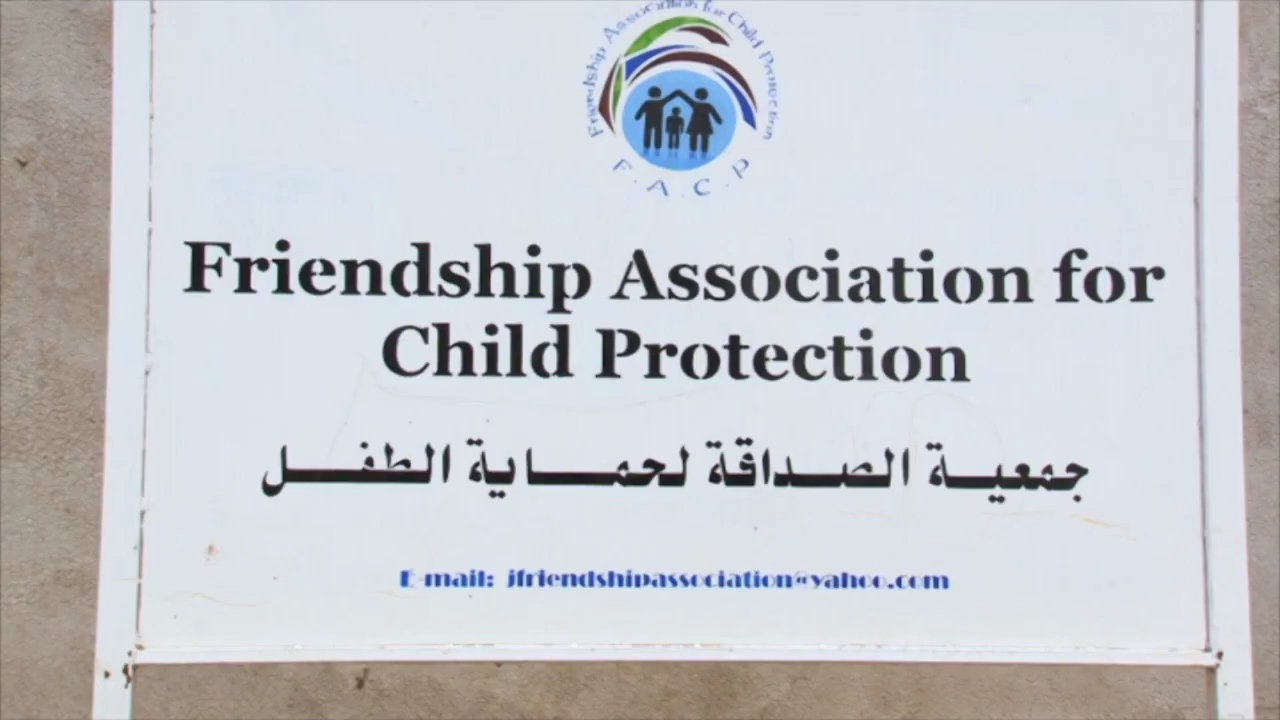 Friendship Association for Child Protection
F.A.C.P
Friendship Association for
Child Protection
جمعية الصداقة لحماية الطفل
E-mail: jfriendshipassociation@yahoo.com